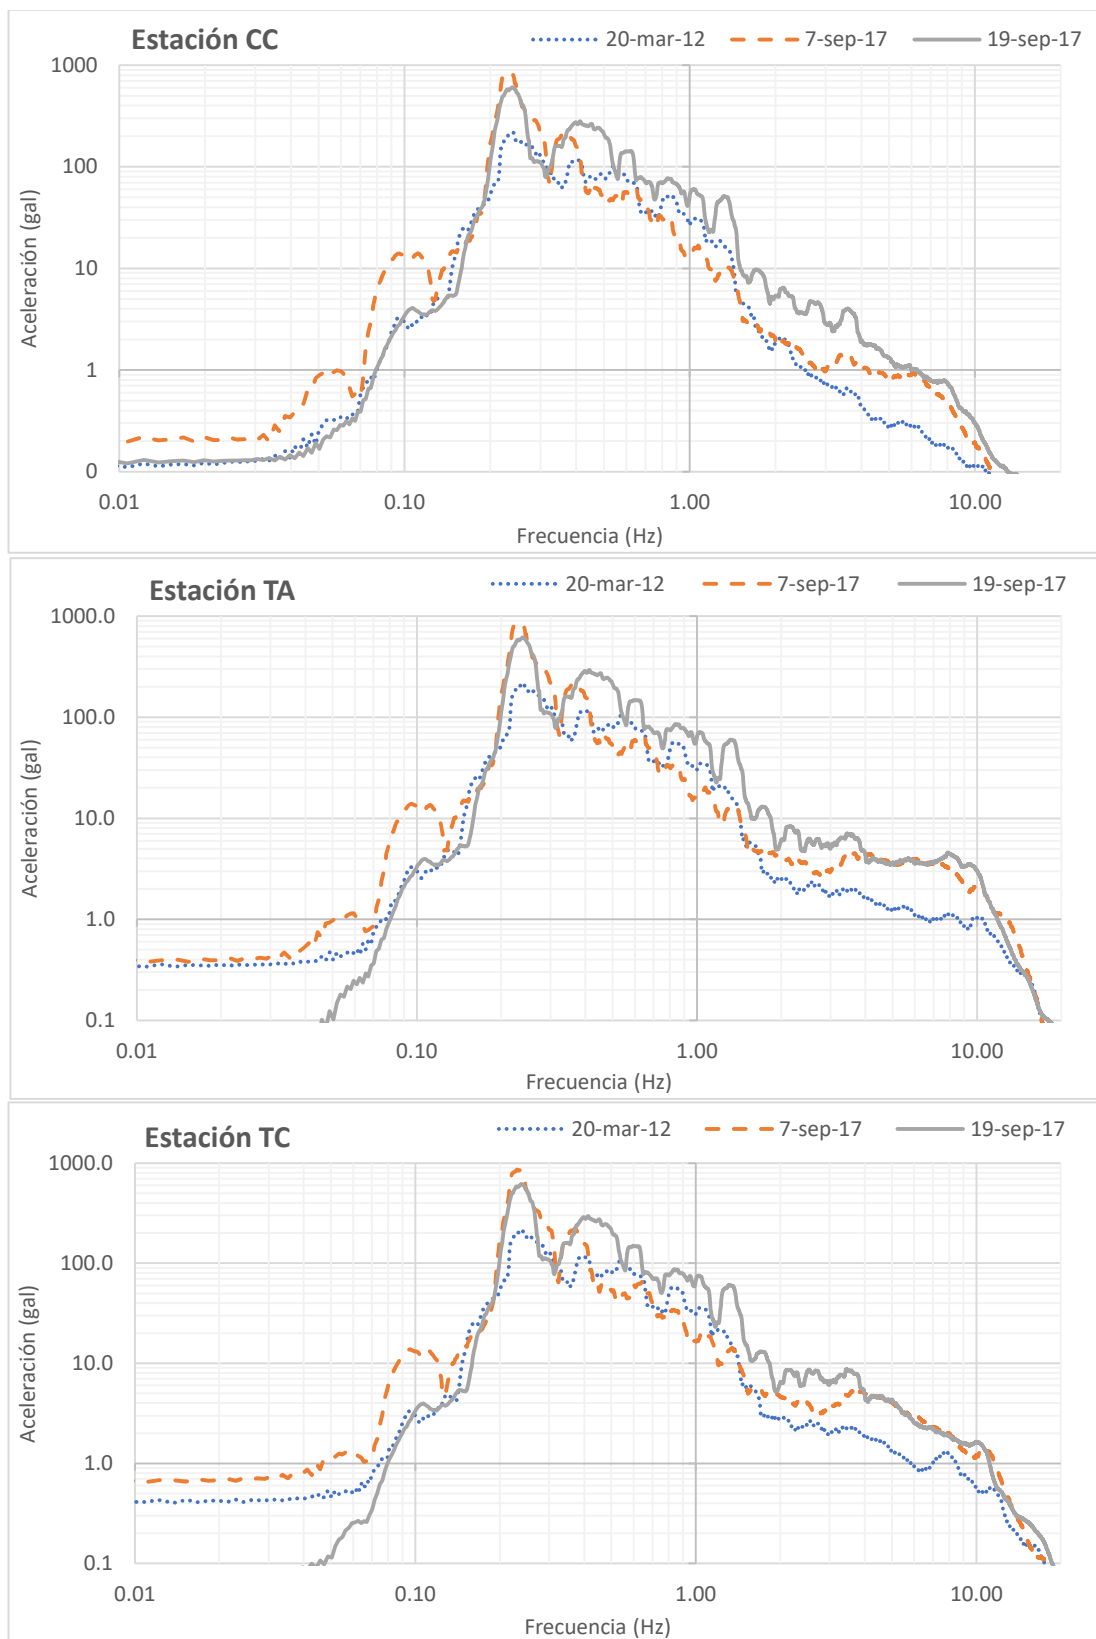 Estación CC
20-mar-12 7-sep-17 19-sep-17
1000
100
10
1
0
0.01 0.10 1.00 10.00
Aceleración (gal)
Frecuencia (Hz)
Estación TA
20-mar-12 7-sep-17 19-sep-17
1000.0
100.0
10.0
1.0
0.1
0.01 0.10 1.00 10.00
Aceleración (gal)
Frecuencia (Hz)
Estación TC
20-mar-12 7-sep-17 19-sep-17
1000.0
100.0
10.0
1.0
0.1
0.01 0.10 1.00 10.00
Aceleración (gal)
Frecuencia (Hz)